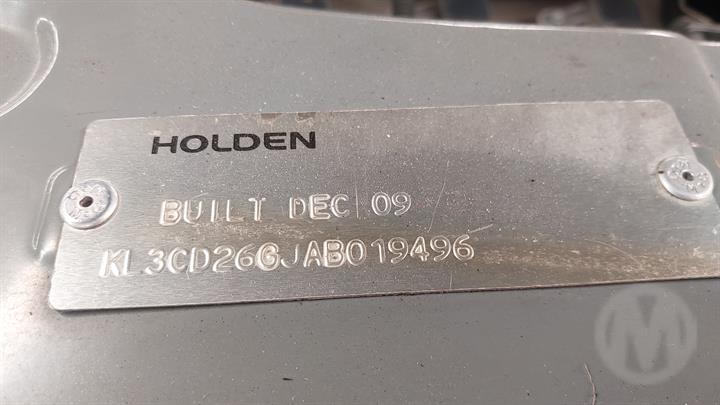 HOLDEN
BUILT DEC 09
KL3CD26GJAB019496
M